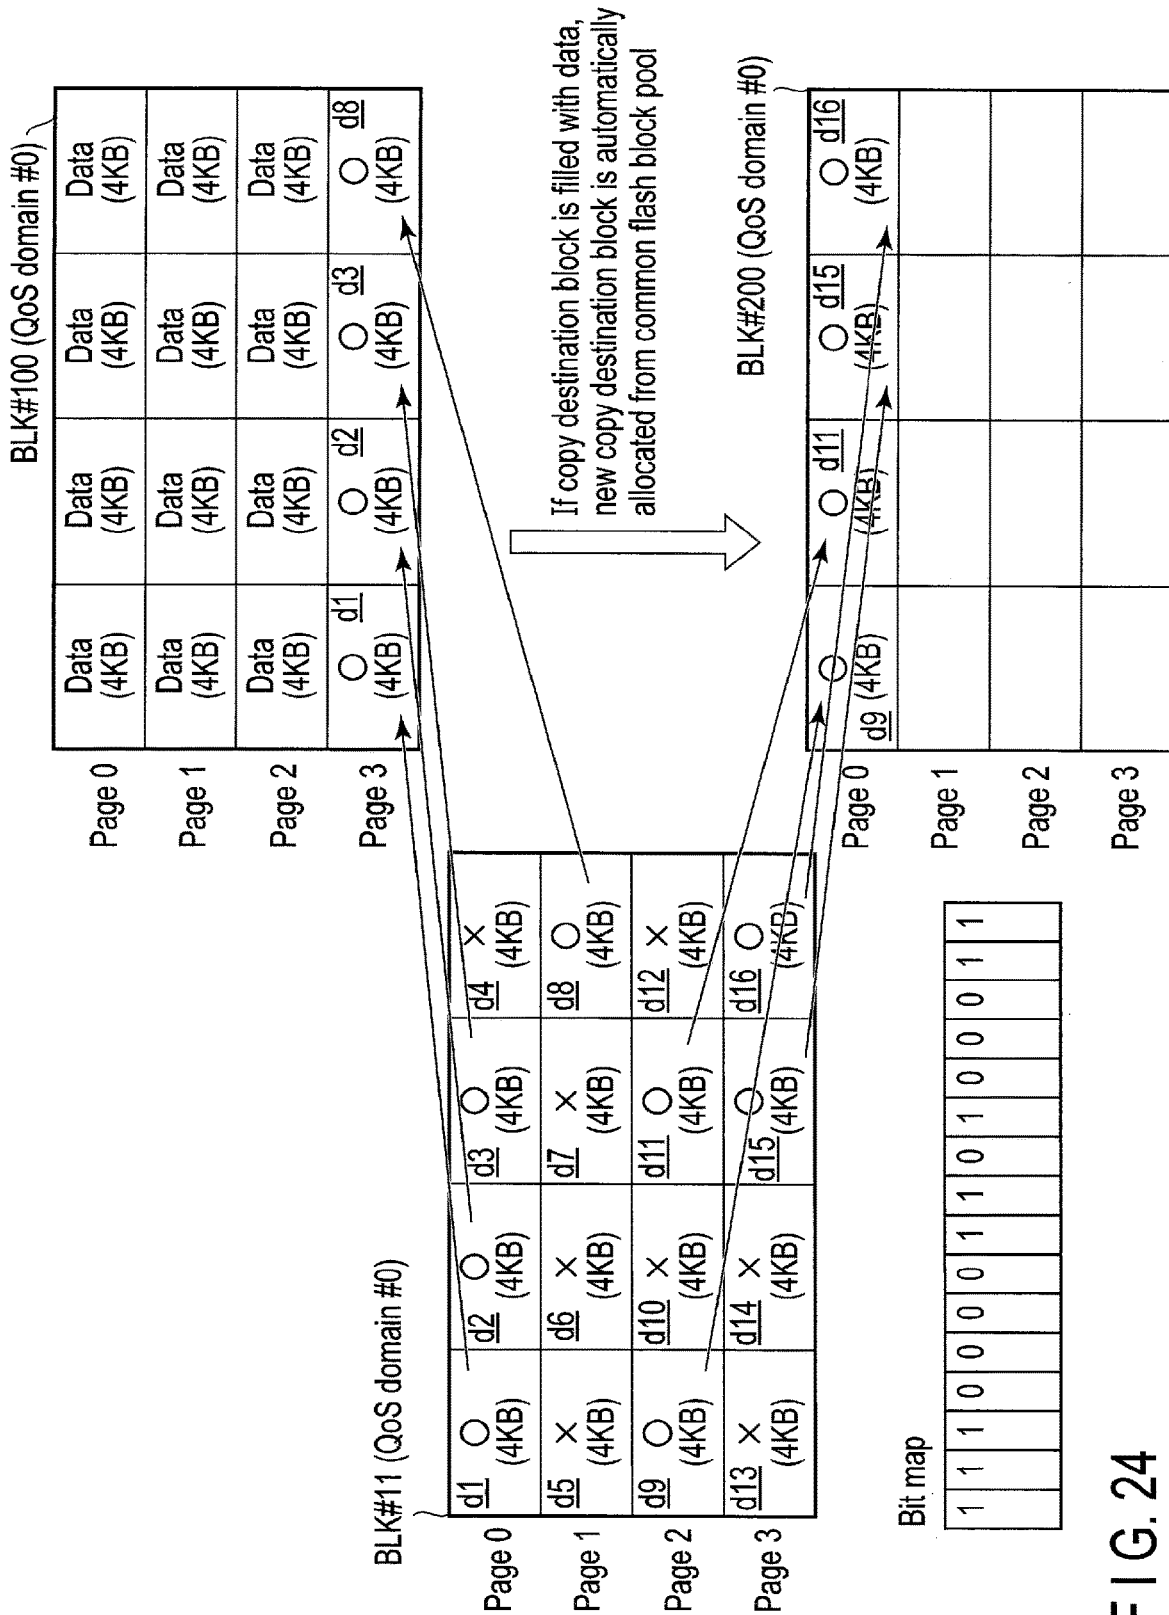 BLK#100 (QoS domain #0)
Page 0 Data Data Data Data
(4KB) (4KB) (4KB) (4KB)
Page 1 Data Data Data Data
(4KB) (4KB) (4KB) (4KB)
Page 2 Data Data Data Data
(4KB) (4KB) (4KB) (4KB)
Page 3 ○ d1 ○ d2 ○ d3 ○ d8
(4KB) (4KB) (4KB) (4KB)
If copy destination block is filled with data,
new copy destination block is automatically
allocated from common flash block pool
BLK#11 (QoS domain #0)
Page 0 d1 ○ d2 ○ d3 ○ d4 ×
(4KB) (4KB) (4KB) (4KB)
Page 1 d5 × d6 × d7 × d8 ○
(4KB) (4KB) (4KB) (4KB)
Page 2 d9 ○ d10 × d11 ○ d12 ×
(4KB) (4KB) (4KB) (4KB)
Page 3 d13 × d14 × d15 ○ d16 ○
(4KB) (4KB) (4KB) (4KB)
BLK#200 (QoS domain #0)
Page 0 ○ ○ d11 ○ d15 ○ d16
d9 (4KB) (4KB) (4KB) (4KB)
Page 1
Page 2
Page 3
Bit map
1 1 1 0 0 0 0 1 1 0 1 0 0 0 1 1
F I G. 24